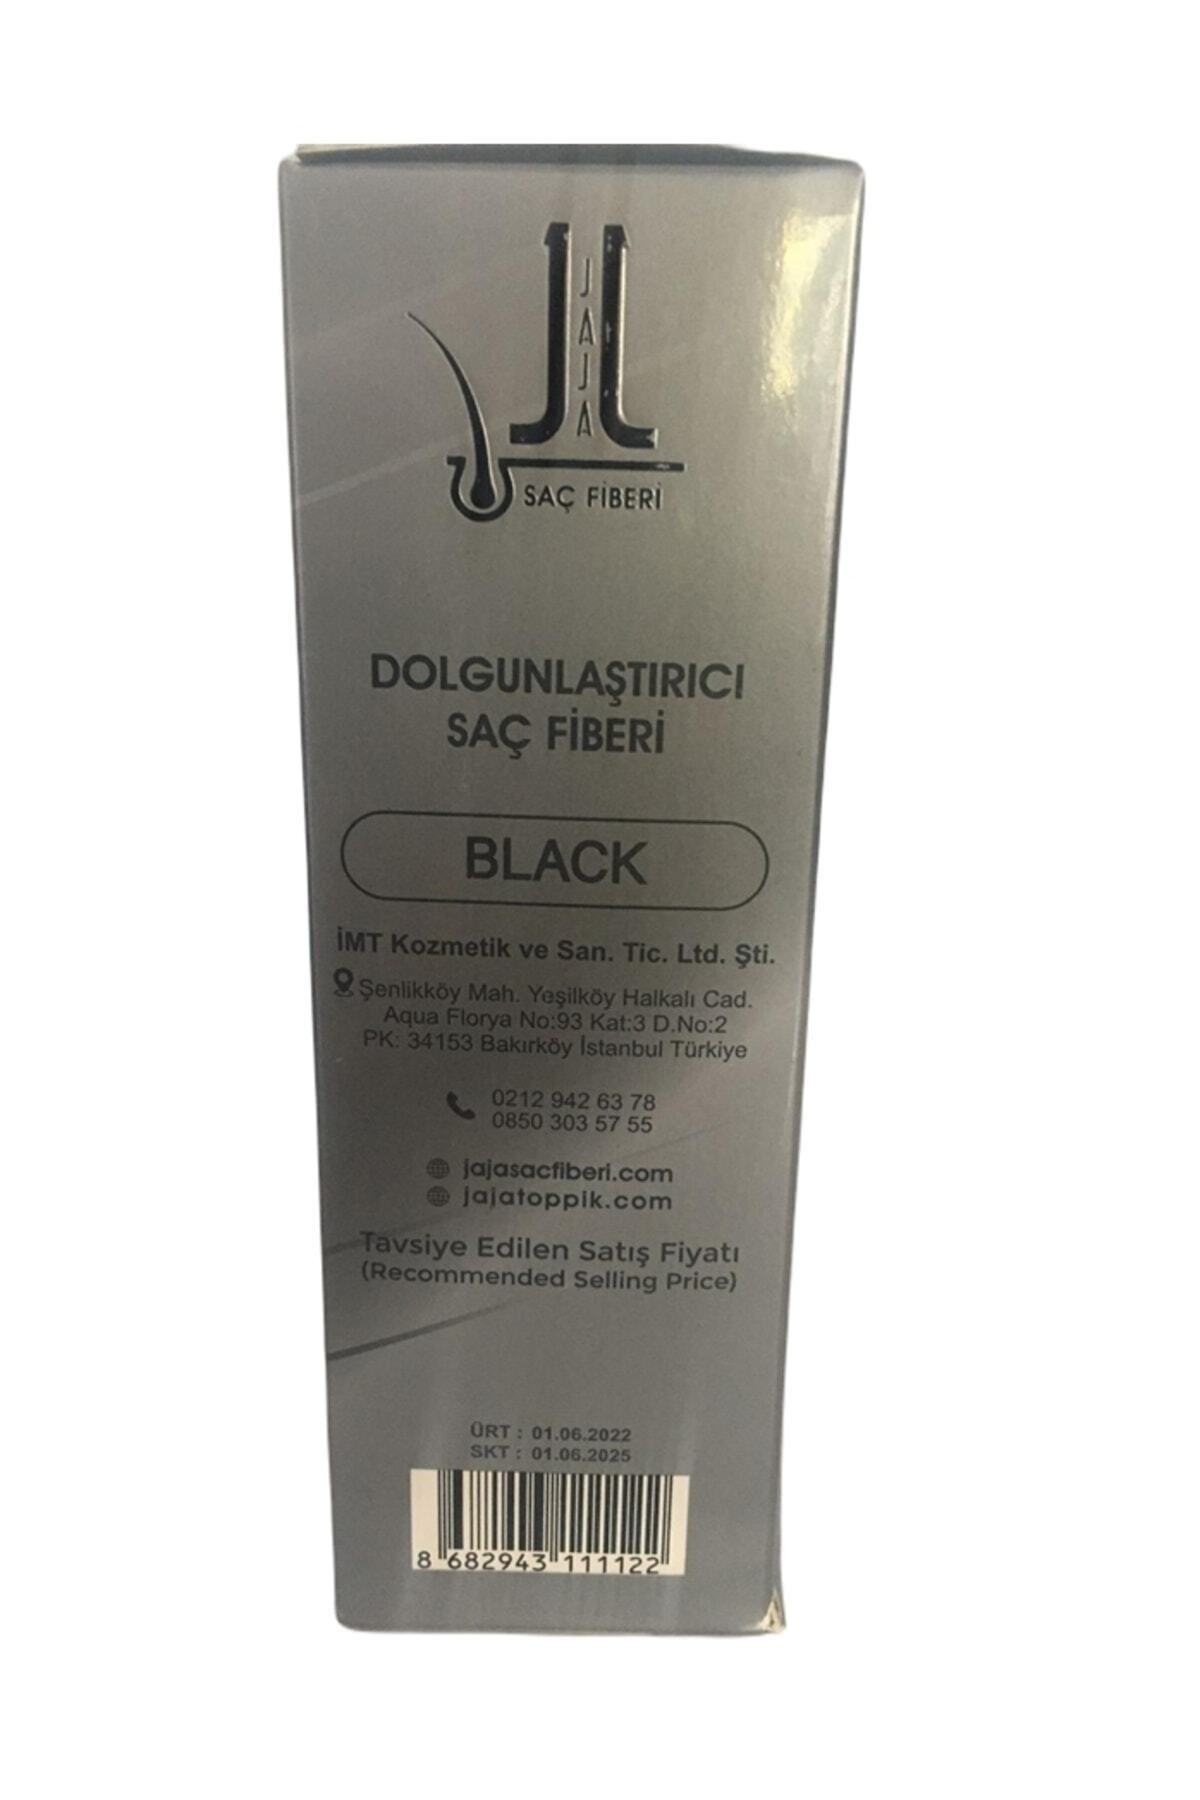 JAJA
SAÇ FİBERİ
DOLGUNLAŞTIRICI
SAÇ FİBERİ
BLACK
İMT Kozmetik ve San. Tic. Ltd. Şti.
Şenlikköy Mah. Yeşilköy Halkalı Cad.
Aqua Florya No:93 Kat:3 D.No:2
PK: 34153 Bakırköy İstanbul Türkiye
0212 942 63 78
0850 303 57 55
jajasacfiberi.com
jajatoppik.com
Tavsiye Edilen Satış Fiyatı
(Recommended Selling Price)
ÜRT : 01.06.2022
SKT : 01.06.2025
8 682943 111122